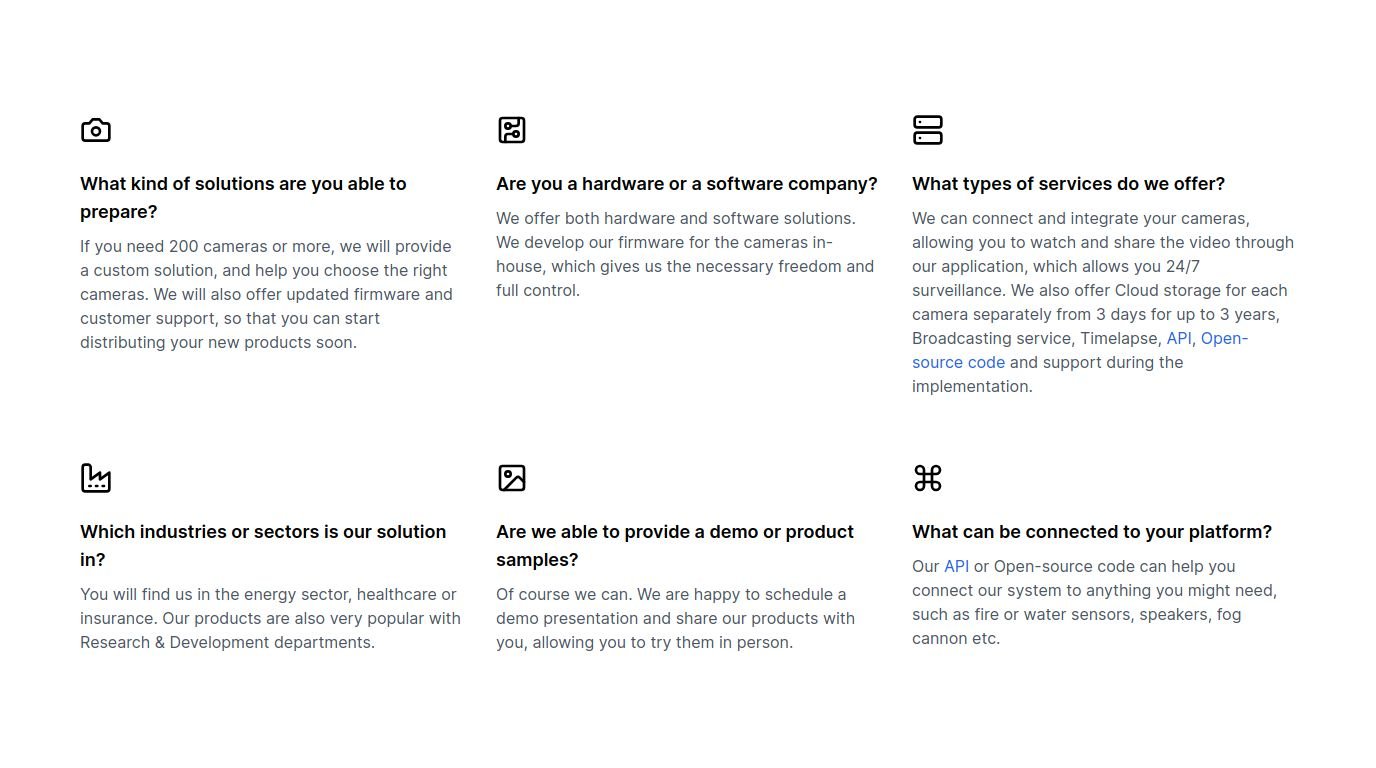 What kind of solutions are you able to
prepare?
If you need 200 cameras or more, we will provide
a custom solution, and help you choose the right
cameras. We will also offer updated firmware and
customer support, so that you can start
distributing your new products soon.
Are you a hardware or a software company?
We offer both hardware and software solutions.
We develop our firmware for the cameras in-
house, which gives us the necessary freedom and
full control.
What types of services do we offer?
We can connect and integrate your cameras,
allowing you to watch and share the video through
our application, which allows you 24/7
surveillance. We also offer Cloud storage for each
camera separately from 3 days for up to 3 years,
Broadcasting service, Timelapse, API, Open-
source code and support during the
implementation.
Which industries or sectors is our solution
in?
You will find us in the energy sector, healthcare or
insurance. Our products are also very popular with
Research & Development departments.
Are we able to provide a demo or product
samples?
Of course we can. We are happy to schedule a
demo presentation and share our products with
you, allowing you to try them in person.
What can be connected to your platform?
Our API or Open-source code can help you
connect our system to anything you might need,
such as fire or water sensors, speakers, fog
cannon etc.